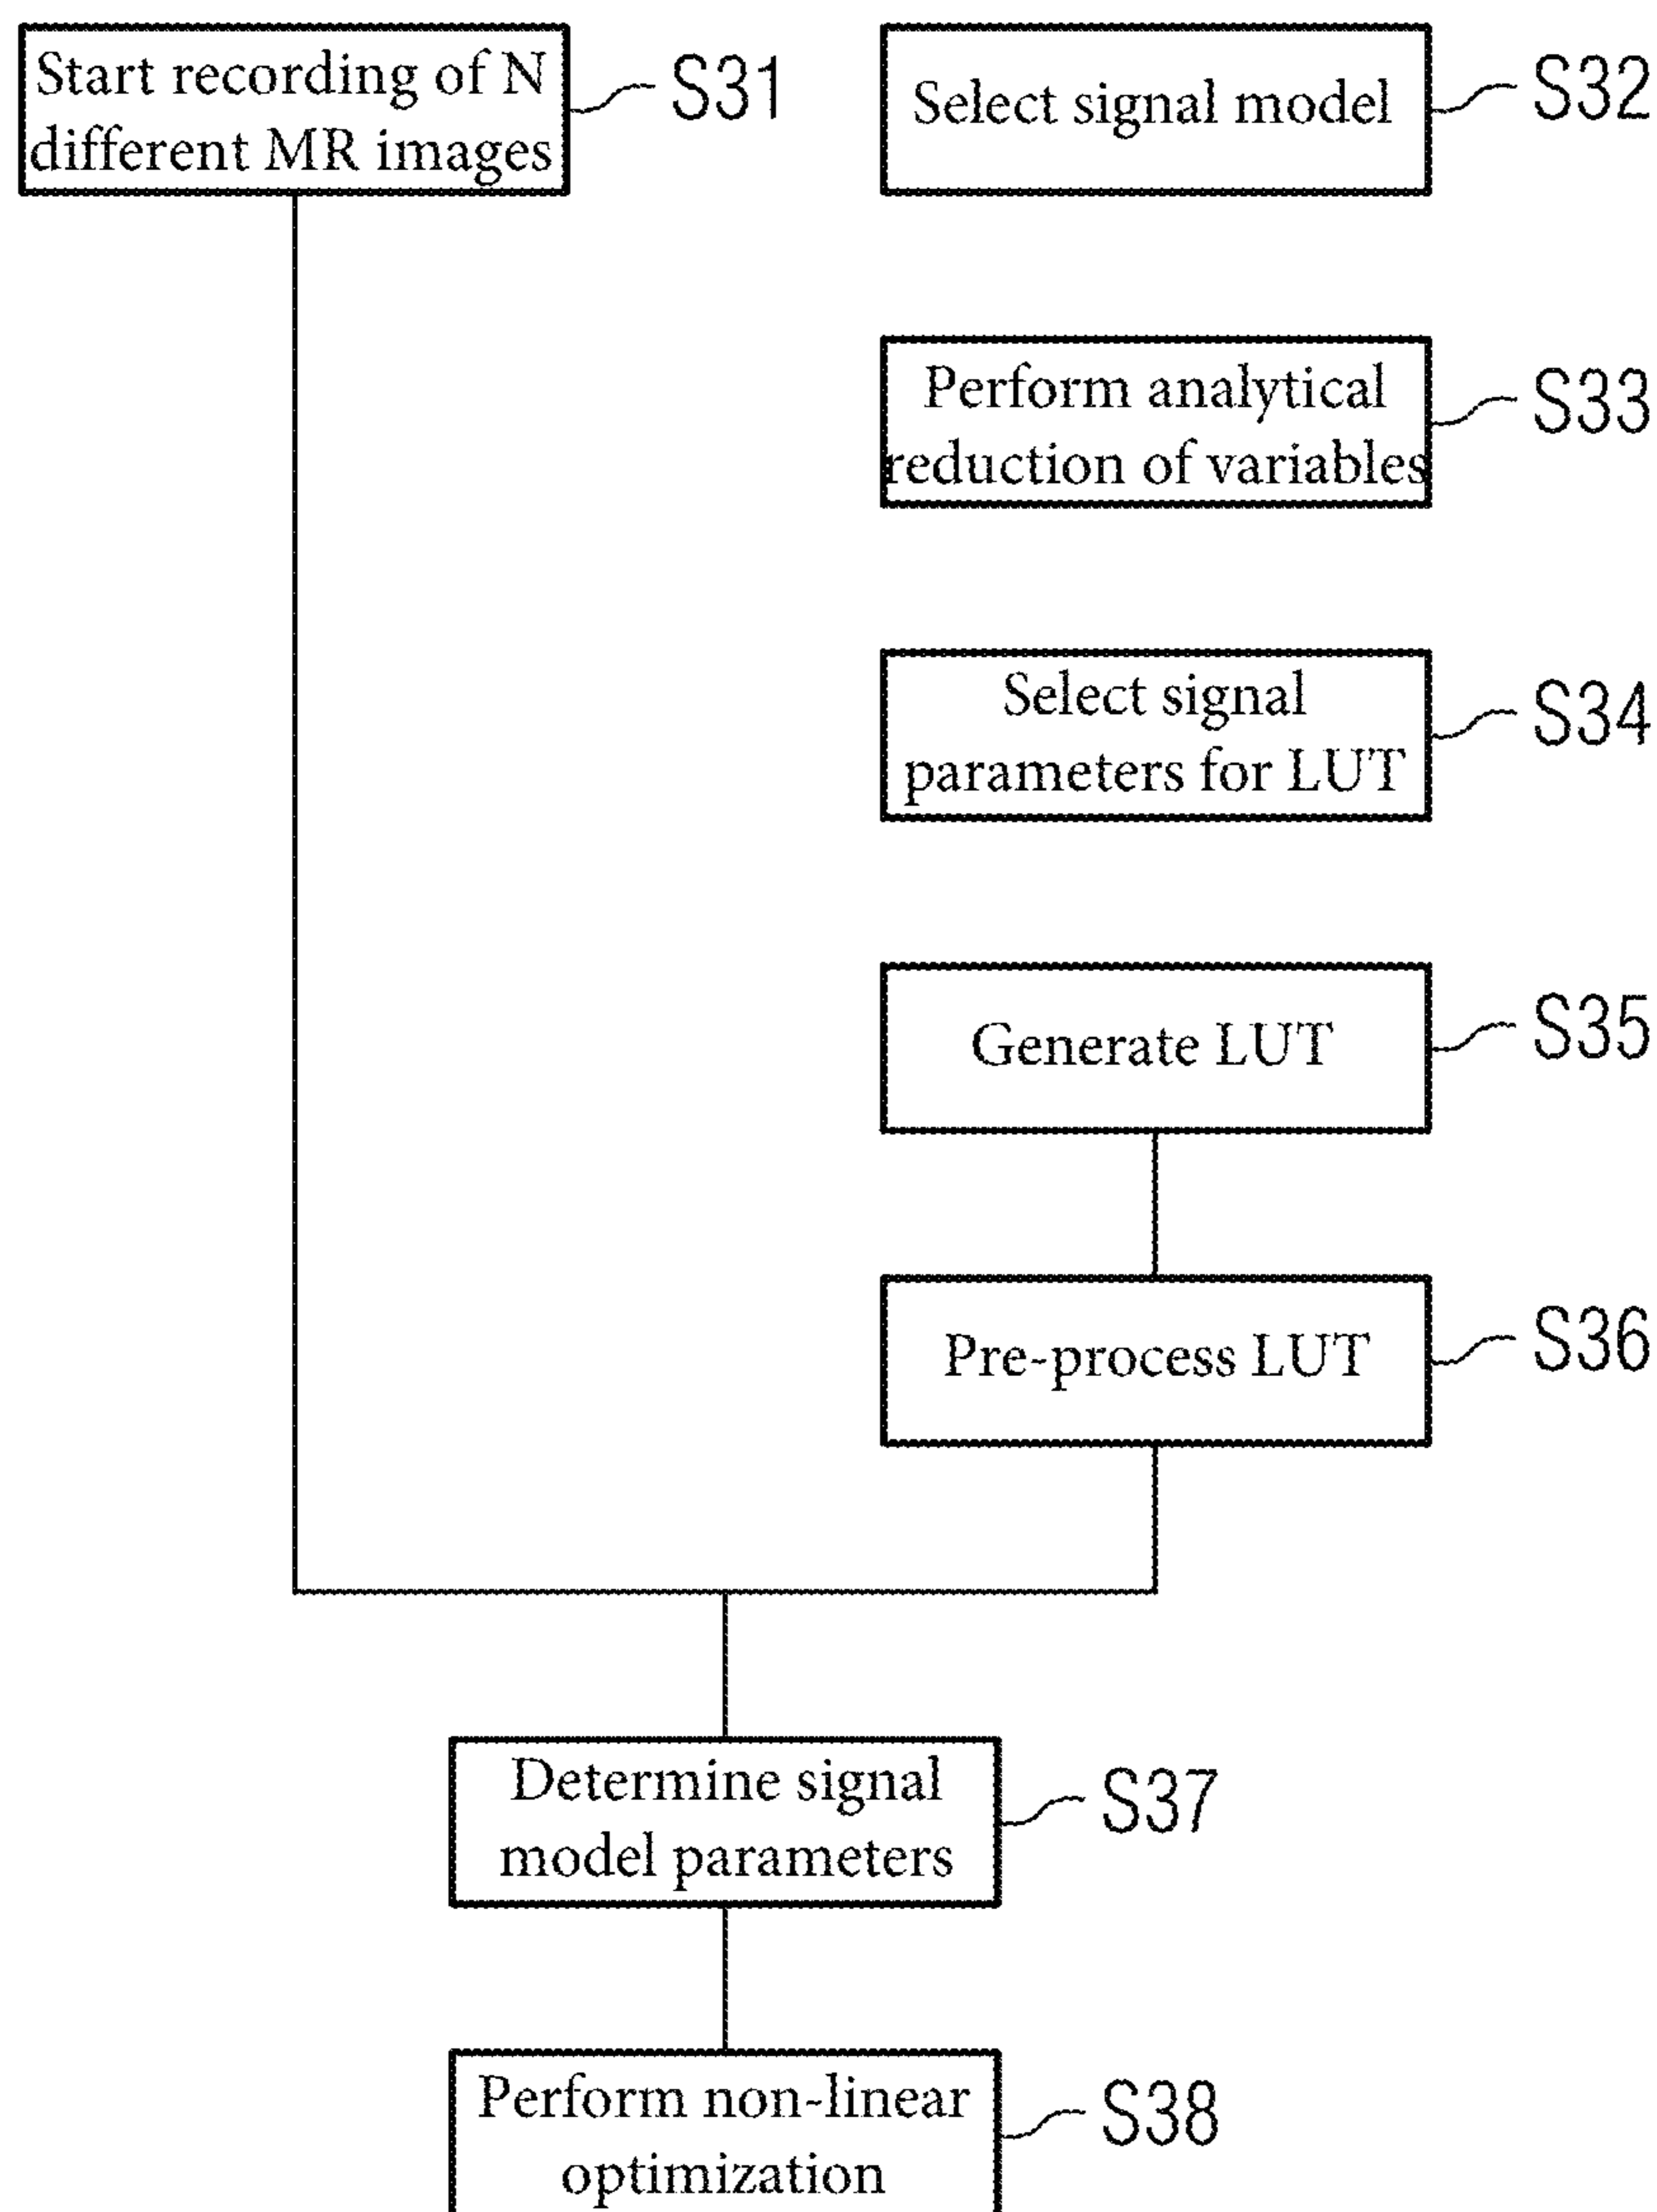 Start recording of N
different MR images
S31
Select signal model
S32
Perform analytical
reduction of variables
S33
Select signal
parameters for LUT
S34
Generate LUT
S35
Pre-process LUT
S36
Determine signal
model parameters
S37
Perform non-linear
optimization
S38